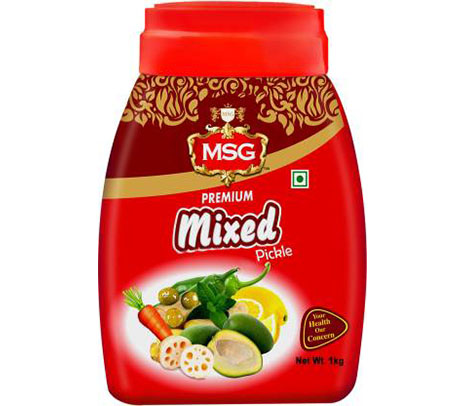 MSG
PREMIUM
Mixed
Pickle
Your
Health
Our
Concern
Net Wt. 1kg